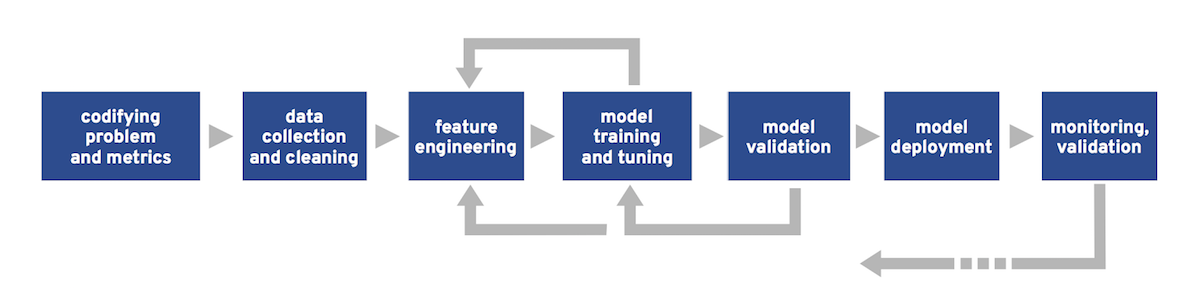 codifying
problem
and metrics
data
collection
and cleaning
feature
engineering
model
training
and tuning
model
validation
model
deployment
monitoring,
validation